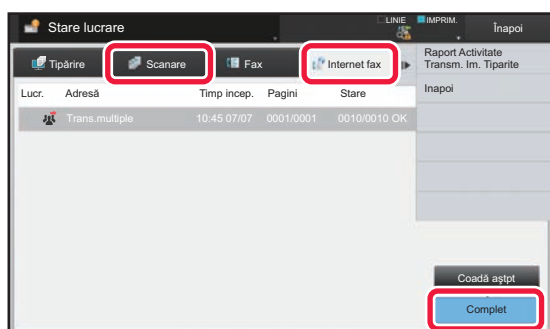 Stare lucrare
LINIE
IMPRIM.
Înapoi
Tipărire
Scanare
Fax
Internet fax
Raport Activitate
Transm. Im. Tiparite
Inapoi
Lucr. Adresă Timp incep. Pagini Stare
Trans.multiple 10:45 07/07 0001/0001 0010/0010 OK
Coadă aştpt
Complet